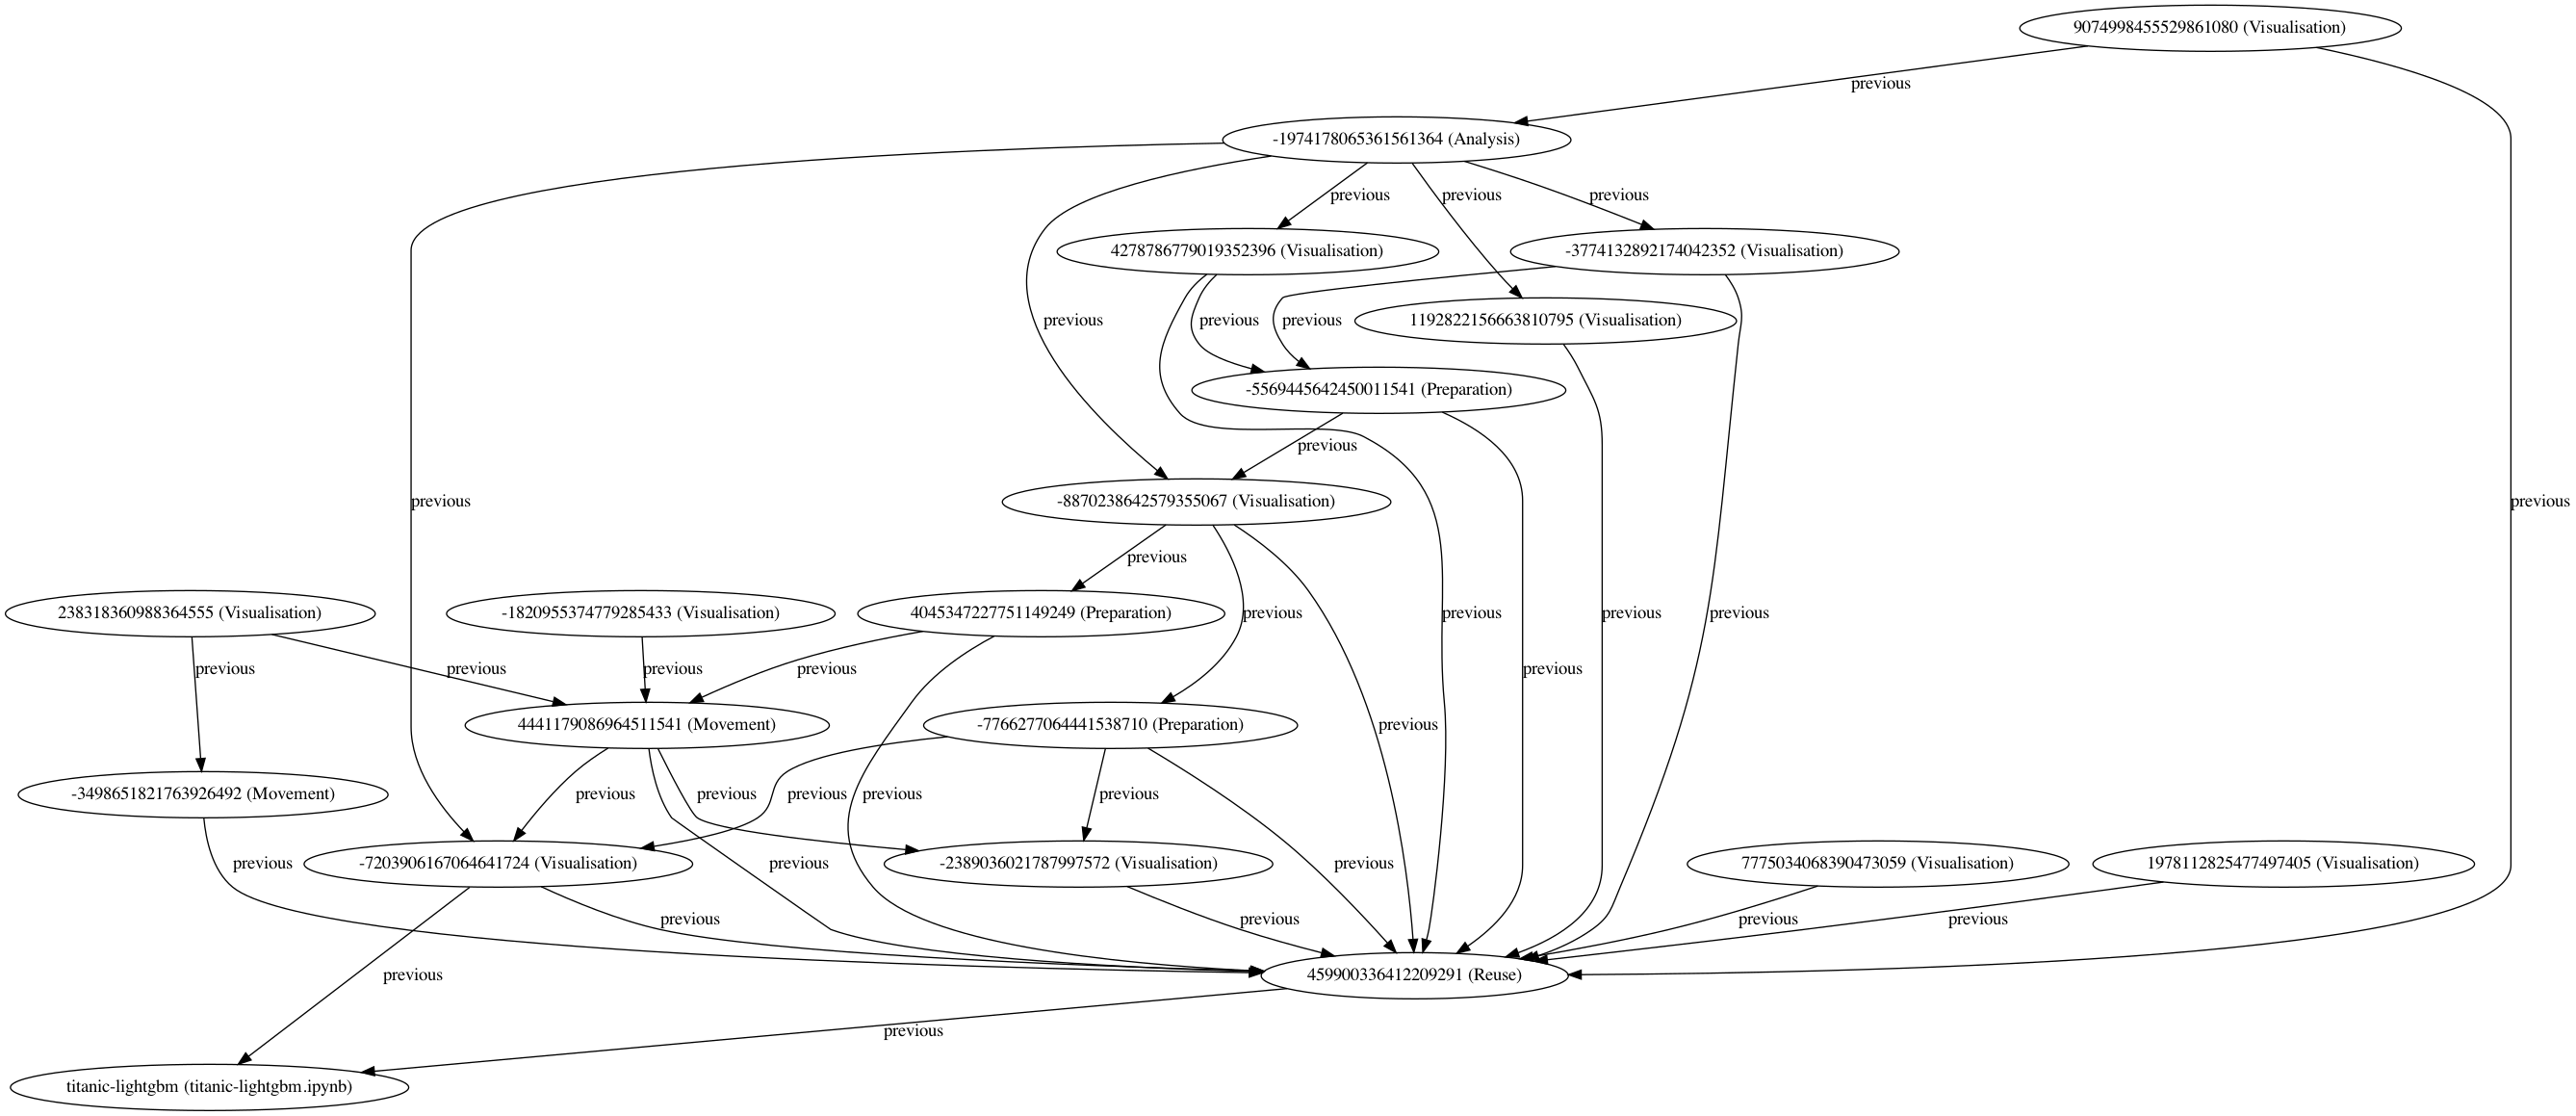 9074998455529861080 (Visualisation)
previous
-1974178065361561364 (Analysis)
previous
previous
previous
4278786779019352396 (Visualisation)
-3774132892174042352 (Visualisation)
previous
previous
previous
1192822156663810795 (Visualisation)
-5569445642450011541 (Preparation)
previous
previous
previous
-8870238642579355067 (Visualisation)
previous
238318360988364555 (Visualisation)
-1820955374779285433 (Visualisation)
4045347227751149249 (Preparation)
previous
previous
previous
previous
previous
previous
previous
previous
previous
4441179086964511541 (Movement)
-7766277064441538710 (Preparation)
previous
-3498651821763926492 (Movement)
previous
previous
previous
previous
previous
previous
previous
previous
-7203906167064641724 (Visualisation)
-2389036021787997572 (Visualisation)
7775034068390473059 (Visualisation)
1978112825477497405 (Visualisation)
previous
previous
previous
previous
previous
459900336412209291 (Reuse)
previous
titanic-lightgbm (titanic-lightgbm.ipynb)